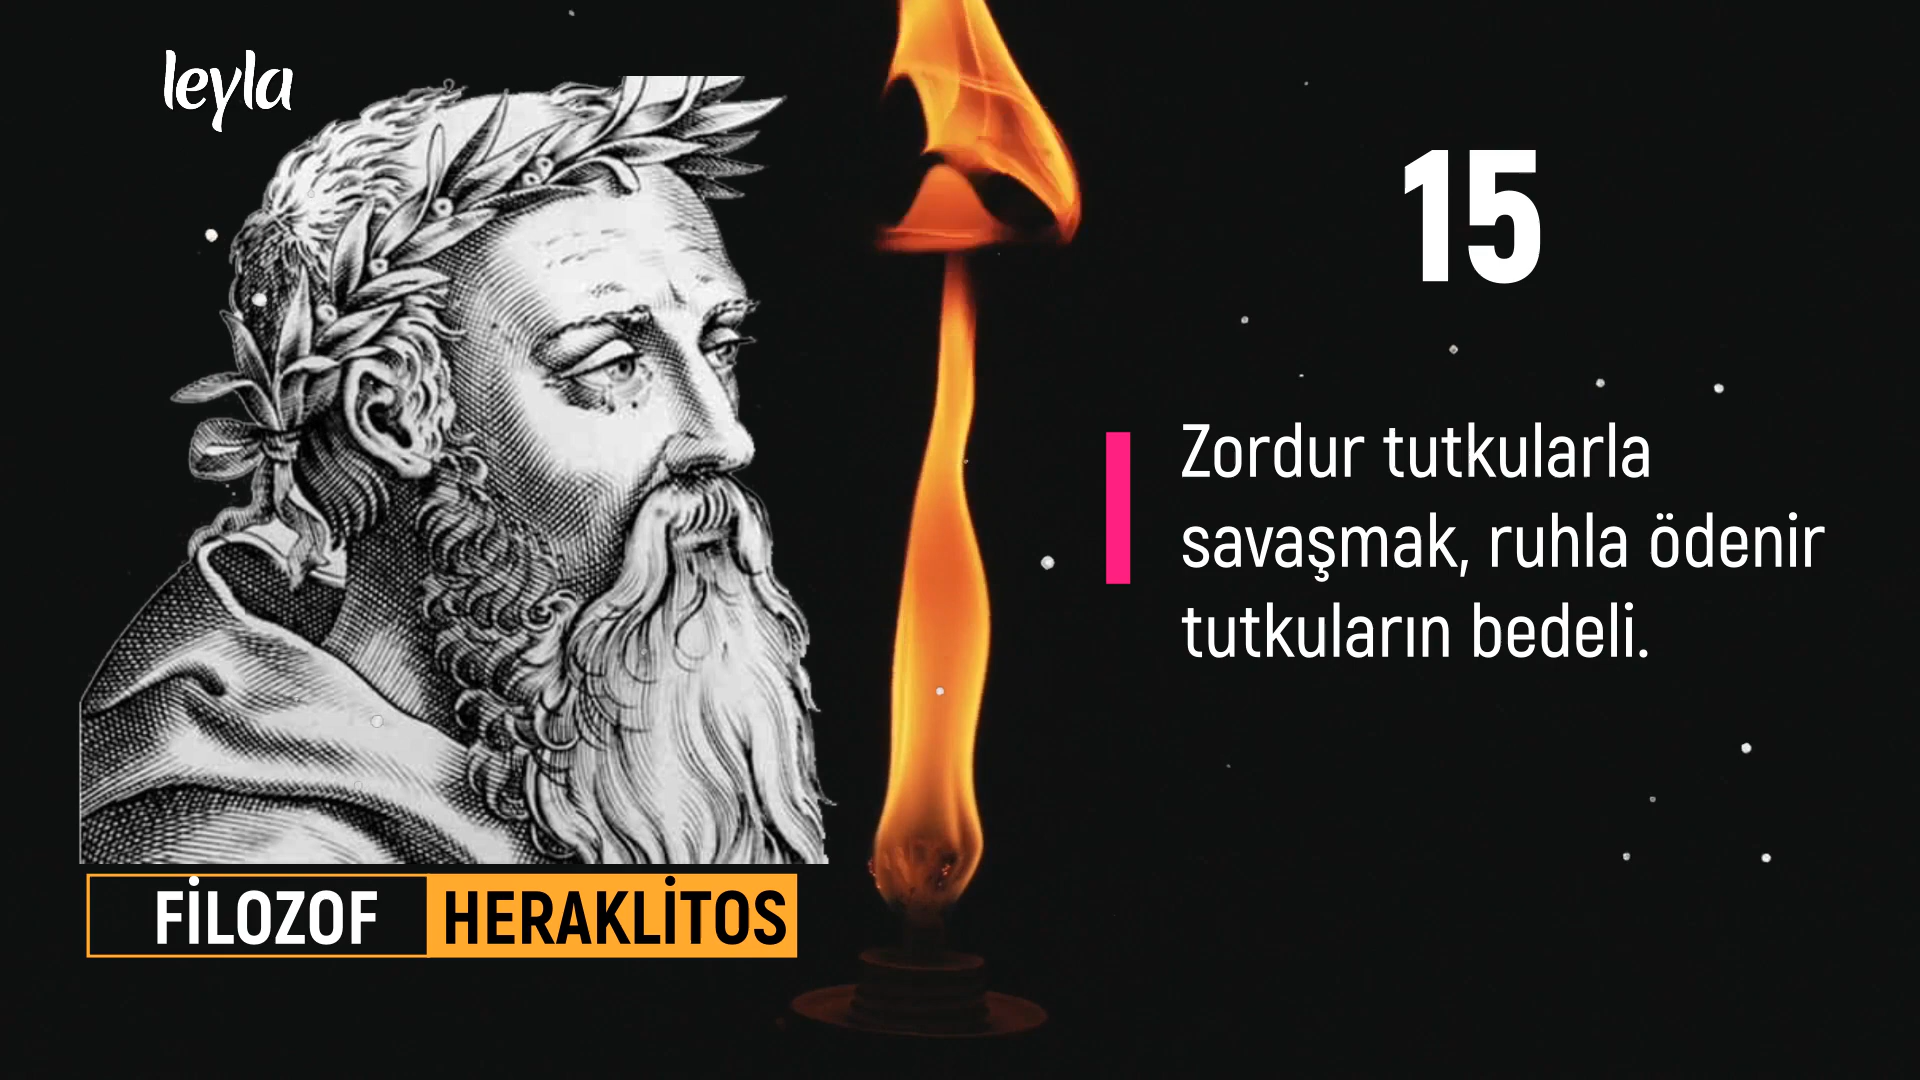 leyla
15
Zordur tutkularla
savaşmak, ruhla ödenir
tutkuların bedeli.
FİLOZOF HERAKLİTOS